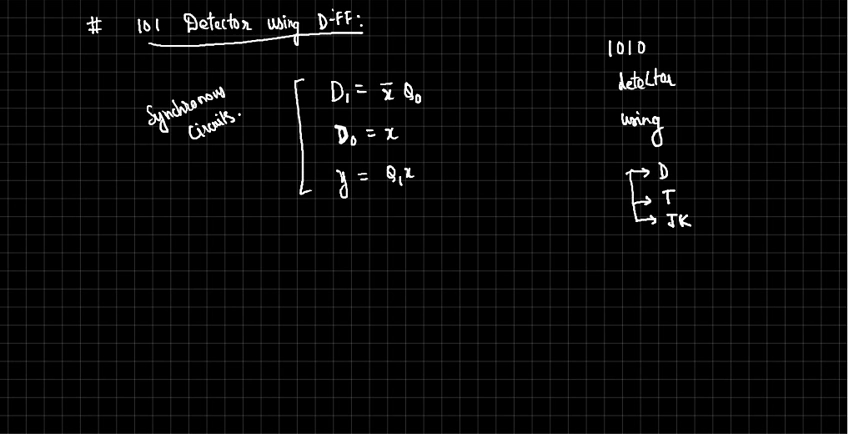 # 101 Detector using D-FF:
Synchronous
Circuits.
D₁ = x̄ Q₀
D₀ = x
y = Q₁x
1010
detector
using
→ D
→ T
→ JK